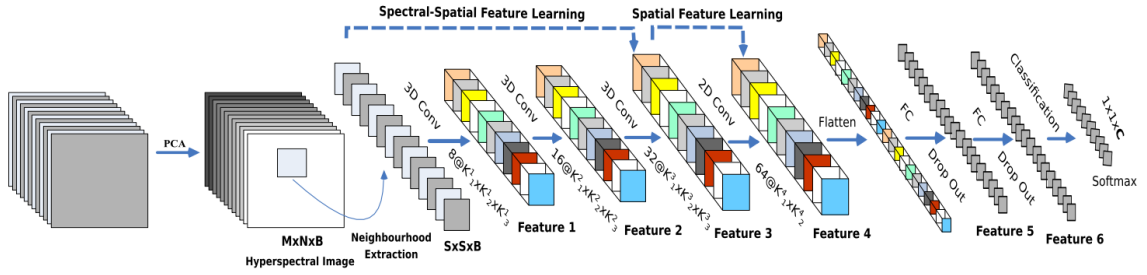 Spectral-Spatial Feature Learning
Spatial Feature Learning
PCA
MxNxB
Hyperspectral Image
Neighbourhood
Extraction
SxSxB
3D Conv
8@K¹₁xK¹₂xK¹₃
Feature 1
3D Conv
16@K²₁xK²₂xK²₃
Feature 2
3D Conv
32@K³₁xK³₂xK³₃
Feature 3
2D Conv
64@K⁴₁xK⁴₂
Feature 4
Flatten
FC
Drop Out
Feature 5
FC
Drop Out
Feature 6
Classification
1x1xC
Softmax